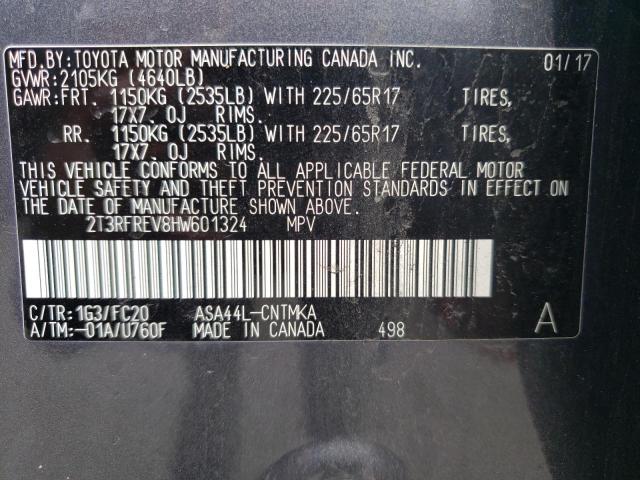 MFD.BY:TOYOTA MOTOR MANUFACTURING CANADA INC. 01/17
GVWR:2105KG (4640LB)
GAWR:FRT. 1150KG (2535LB) WITH 225/65R17 TIRES,
17X7.0J RIMS.
RR. 1150KG (2535LB) WITH 225/65R17 TIRES,
17X7.0J RIMS.
THIS VEHICLE CONFORMS TO ALL APPLICABLE FEDERAL MOTOR
VEHICLE SAFETY AND THEFT PREVENTION STANDARDS IN EFFECT ON
THE DATE OF MANUFACTURE SHOWN ABOVE.
2T3RFREV8HW601324 MPV
C/TR:1G3/FC20 ASA44L-CNTMKA
A/TM:-01A/U760F MADE IN CANADA 498 A